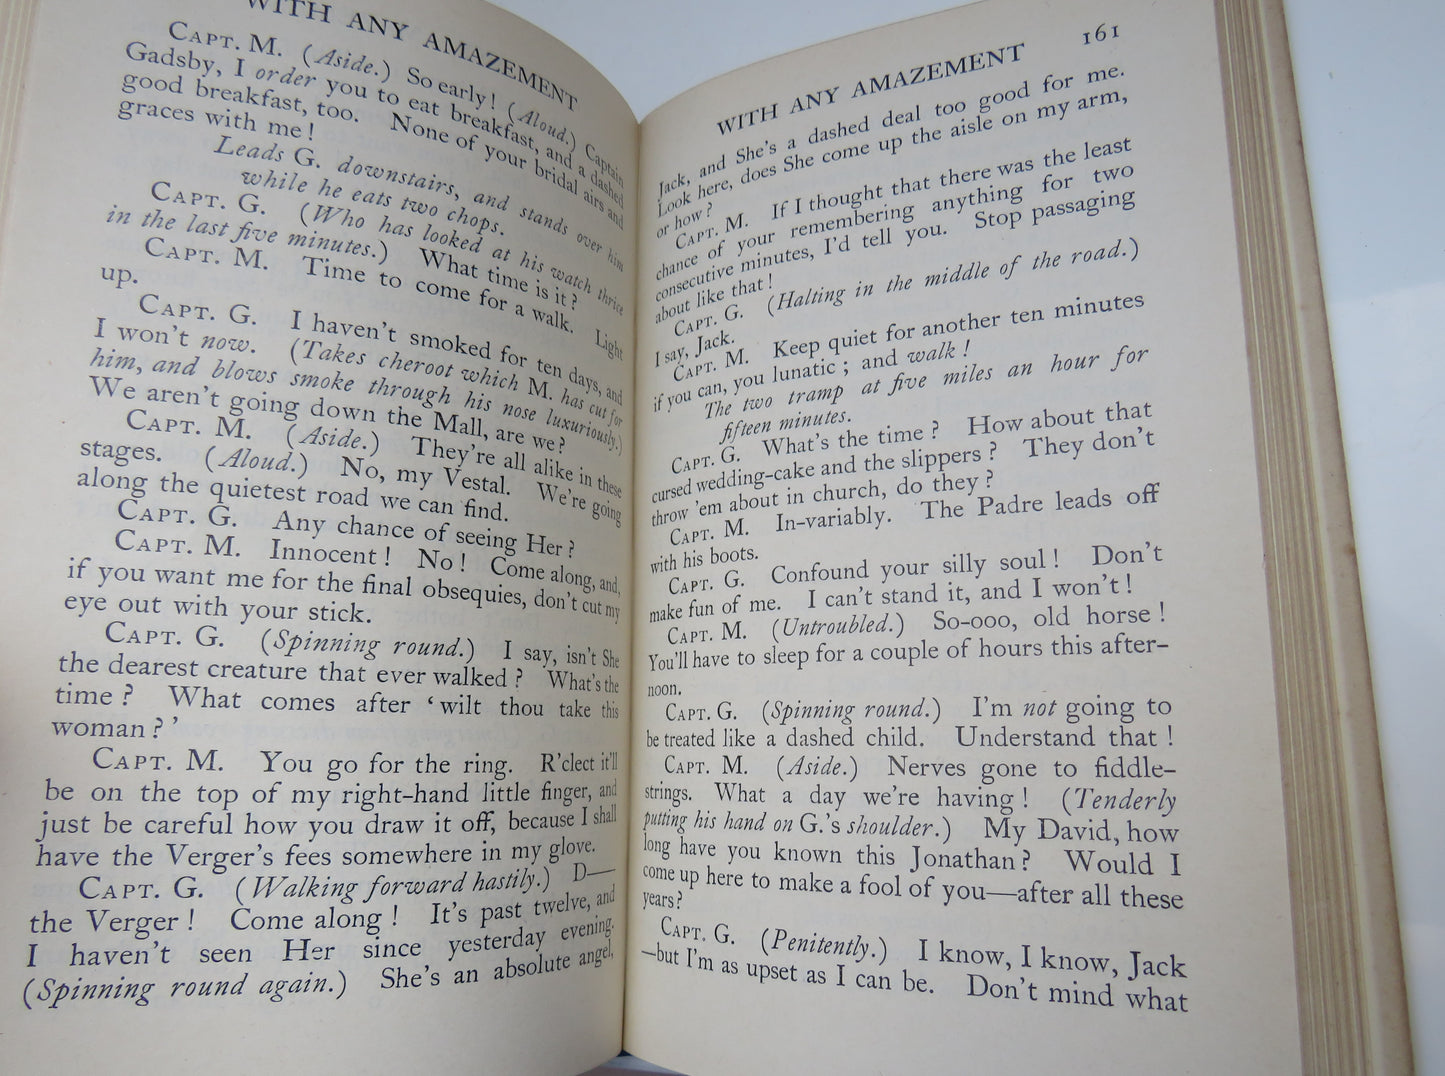 WITH ANY AMAZEMENT
CAPT. M. (Aside.) So early! (Aloud.) Captain
Gadsby, I order you to eat breakfast, and a dashed
good breakfast, too. None of your bridal airs and
graces with me!
Leads G. downstairs, and stands over him
while he eats two chops.
CAPT. G. (Who has looked at his watch thrice
in the last five minutes.) What time is it?
CAPT. M. Time to come for a walk. Light
up.
CAPT. G. I haven't smoked for ten days, and
I won't now. (Takes cheroot which M. has cut for
him, and blows smoke through his nose luxuriously.)
We aren't going down the Mall, are we?
CAPT. M. (Aside.) They're all alike in these
stages. (Aloud.) No, my Vestal. We're going
along the quietest road we can find.
CAPT. G. Any chance of seeing Her?
CAPT. M. Innocent! No! Come along, and,
if you want me for the final obsequies, don't cut my
eye out with your stick.
CAPT. G. (Spinning round.) I say, isn't She
the dearest creature that ever walked? What's the
time? What comes after 'wilt thou take this
woman?'
CAPT. M. You go for the ring. R'clect it'll
be on the top of my right-hand little finger, and
just be careful how you draw it off, because I shall
have the Verger's fees somewhere in my glove.
CAPT. G. (Walking forward hastily.) D—
the Verger! Come along! It's past twelve, and
I haven't seen Her since yesterday evening.
(Spinning round again.) She's an absolute angel,
WITH ANY AMAZEMENT 161
Jack, and She's a dashed deal too good for me.
Look here, does She come up the aisle on my arm,
or how?
CAPT. M. If I thought that there was the least
chance of your remembering anything for two
consecutive minutes, I'd tell you. Stop passaging
about like that!
CAPT. G. (Halting in the middle of the road.)
I say, Jack.
CAPT. M. Keep quiet for another ten minutes
if you can, you lunatic; and walk!
The two tramp at five miles an hour for
fifteen minutes.
CAPT. G. What's the time? How about that
cursed wedding-cake and the slippers? They don't
throw 'em about in church, do they?
CAPT. M. In-variably. The Padre leads off
with his boots.
CAPT. G. Confound your silly soul! Don't
make fun of me. I can't stand it, and I won't!
CAPT. M. (Untroubled.) So-ooo, old horse!
You'll have to sleep for a couple of hours this after-
noon.
CAPT. G. (Spinning round.) I'm not going to
be treated like a dashed child. Understand that!
CAPT. M. (Aside.) Nerves gone to fiddle-
strings. What a day we're having! (Tenderly
putting his hand on G.'s shoulder.) My David, how
long have you known this Jonathan? Would I
come up here to make a fool of you—after all these
years?
CAPT. G. (Penitently.) I know, I know, Jack
—but I'm as upset as I can be. Don't mind what